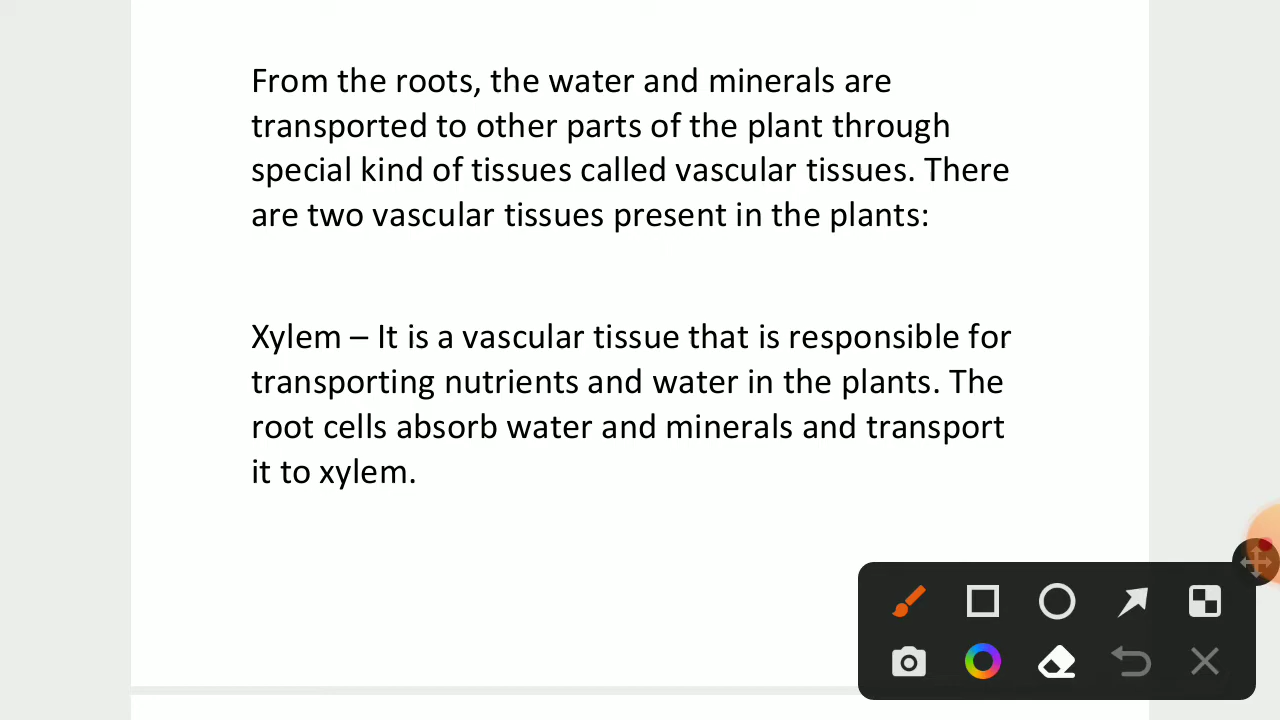 From the roots, the water and minerals are
transported to other parts of the plant through
special kind of tissues called vascular tissues. There
are two vascular tissues present in the plants:
Xylem – It is a vascular tissue that is responsible for
transporting nutrients and water in the plants. The
root cells absorb water and minerals and transport
it to xylem.